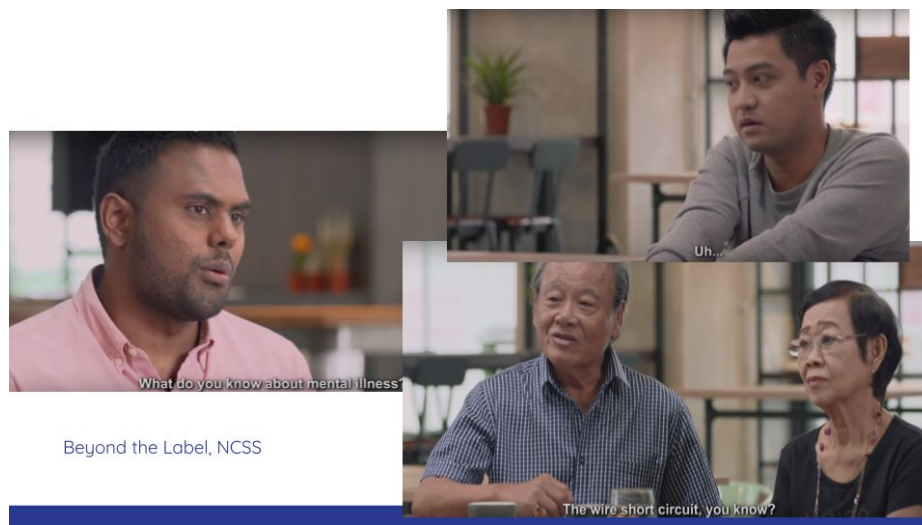 What do you know about mental illness?
Uh...
The wire short circuit, you know?
Beyond the Label, NCSS